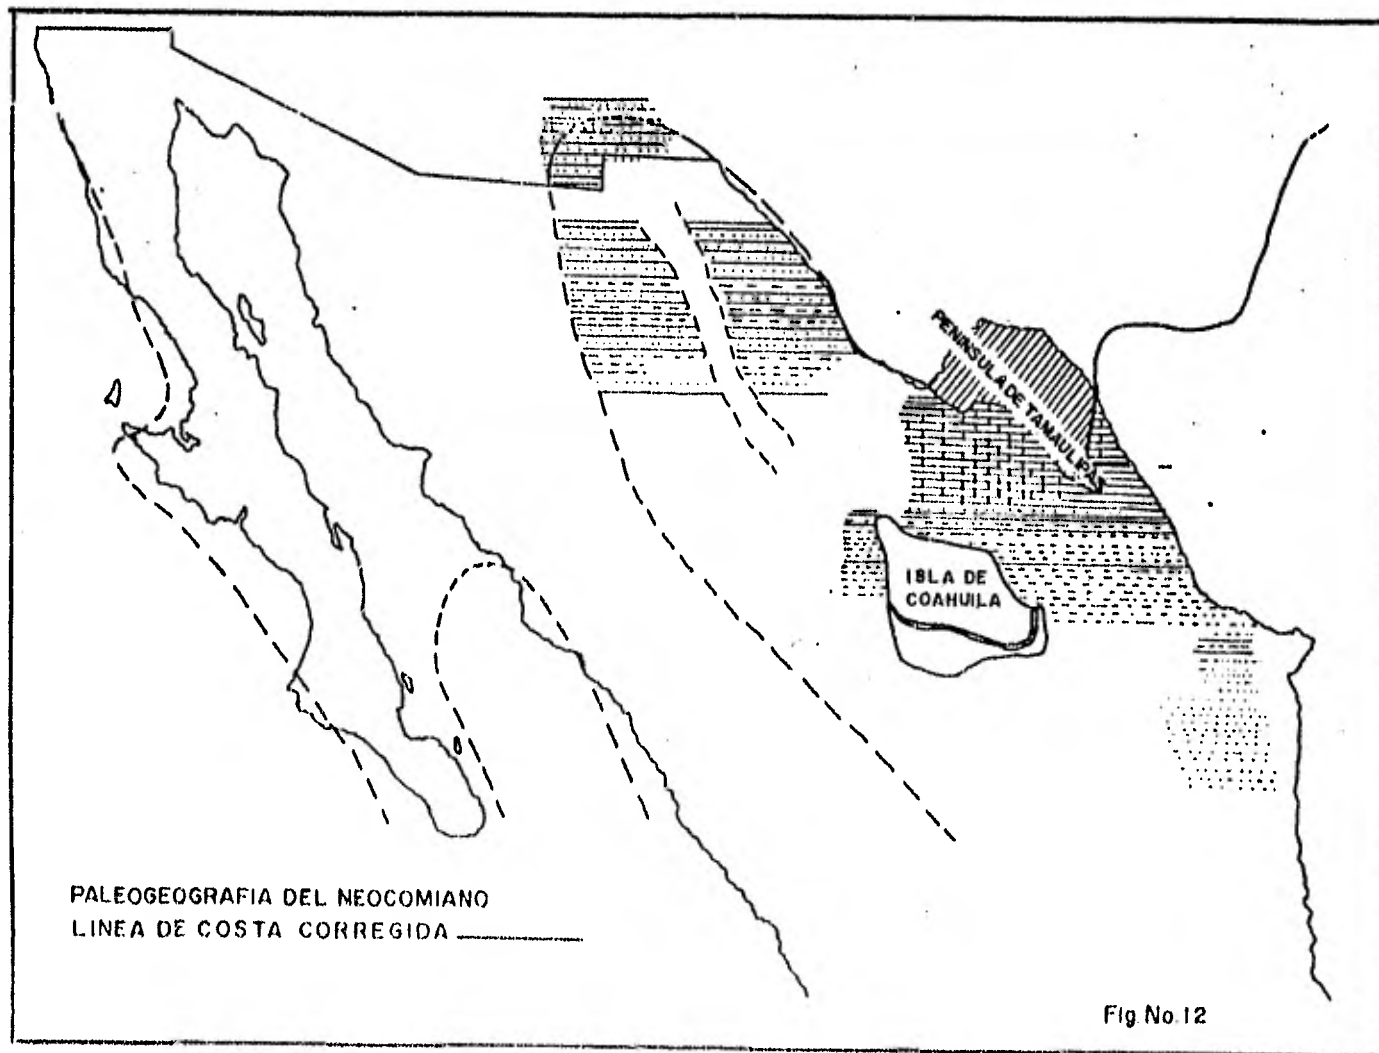 PENINSULA DE TAMAULIPAS
ISLA DE
COAHUILA
PALEOGEOGRAFIA DEL NEOCOMIANO
LINEA DE COSTA CORREGIDA
Fig. No. 12